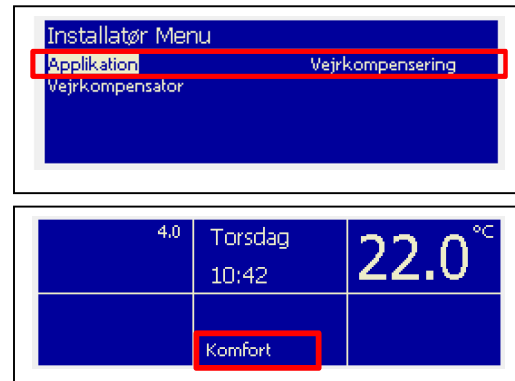 Installatør Menu
Applikation Vejrkompensering
Vejrkompensator
4.0 Torsdag 22.0 °C
10:42
Komfort